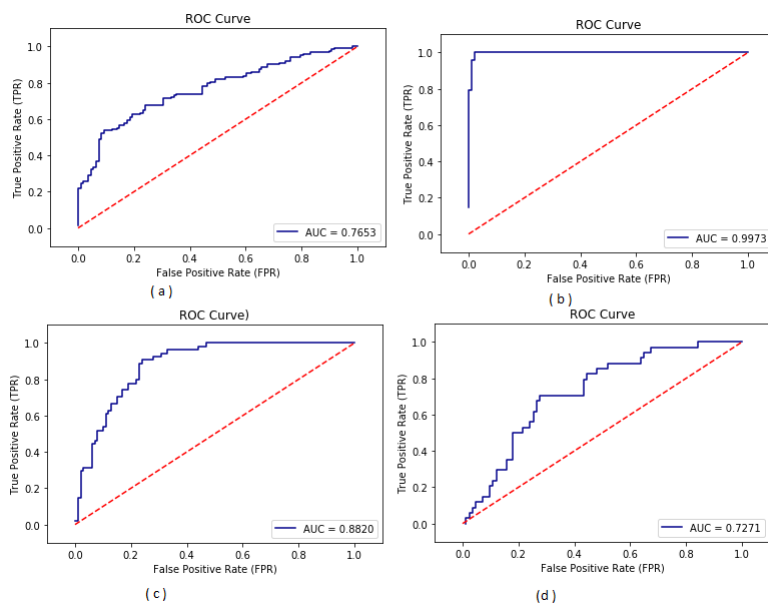 ROC Curve
True Positive Rate (TPR)
1.0
0.8
0.6
0.4
0.2
0.0
AUC = 0.7653
0.0 0.2 0.4 0.6 0.8 1.0
False Positive Rate (FPR)
( a )
ROC Curve
True Positive Rate (TPR)
1.0
0.8
0.6
0.4
0.2
0.0
AUC = 0.9973
0.0 0.2 0.4 0.6 0.8 1.0
False Positive Rate (FPR)
( b )
ROC Curve)
True Positive Rate (TPR)
1.0
0.8
0.6
0.4
0.2
0.0
AUC = 0.8820
0.0 0.2 0.4 0.6 0.8 1.0
False Positive Rate (FPR)
( c )
ROC Curve
True Positive Rate (TPR)
1.0
0.8
0.6
0.4
0.2
0.0
AUC = 0.7271
0.0 0.2 0.4 0.6 0.8 1.0
False Positive Rate (FPR)
(d )